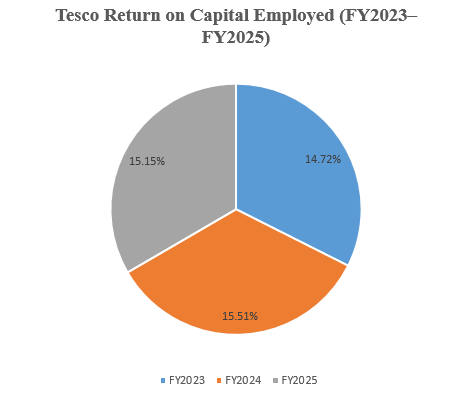 Tesco Return on Capital Employed (FY2023–
FY2025)
15.15%
14.72%
15.51%
FY2023 FY2024 FY2025